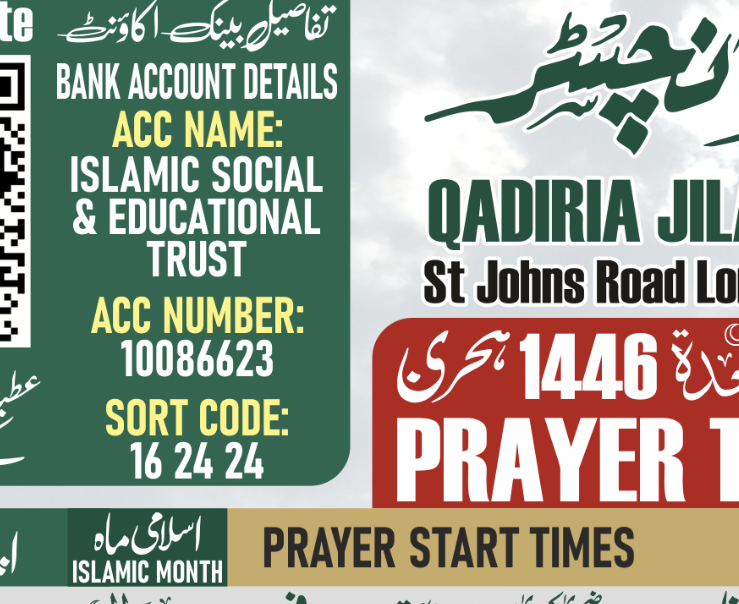 te
تفاصیل بینک اکاؤنٹ
BANK ACCOUNT DETAILS
ACC NAME:
ISLAMIC SOCIAL
& EDUCATIONAL
TRUST
ACC NUMBER:
10086623
SORT CODE:
16 24 24
QADIRIA JILA
St Johns Road Lo
1446 ہجری
PRAYER T
اسلامی ماہ
ISLAMIC MONTH
PRAYER START TIMES